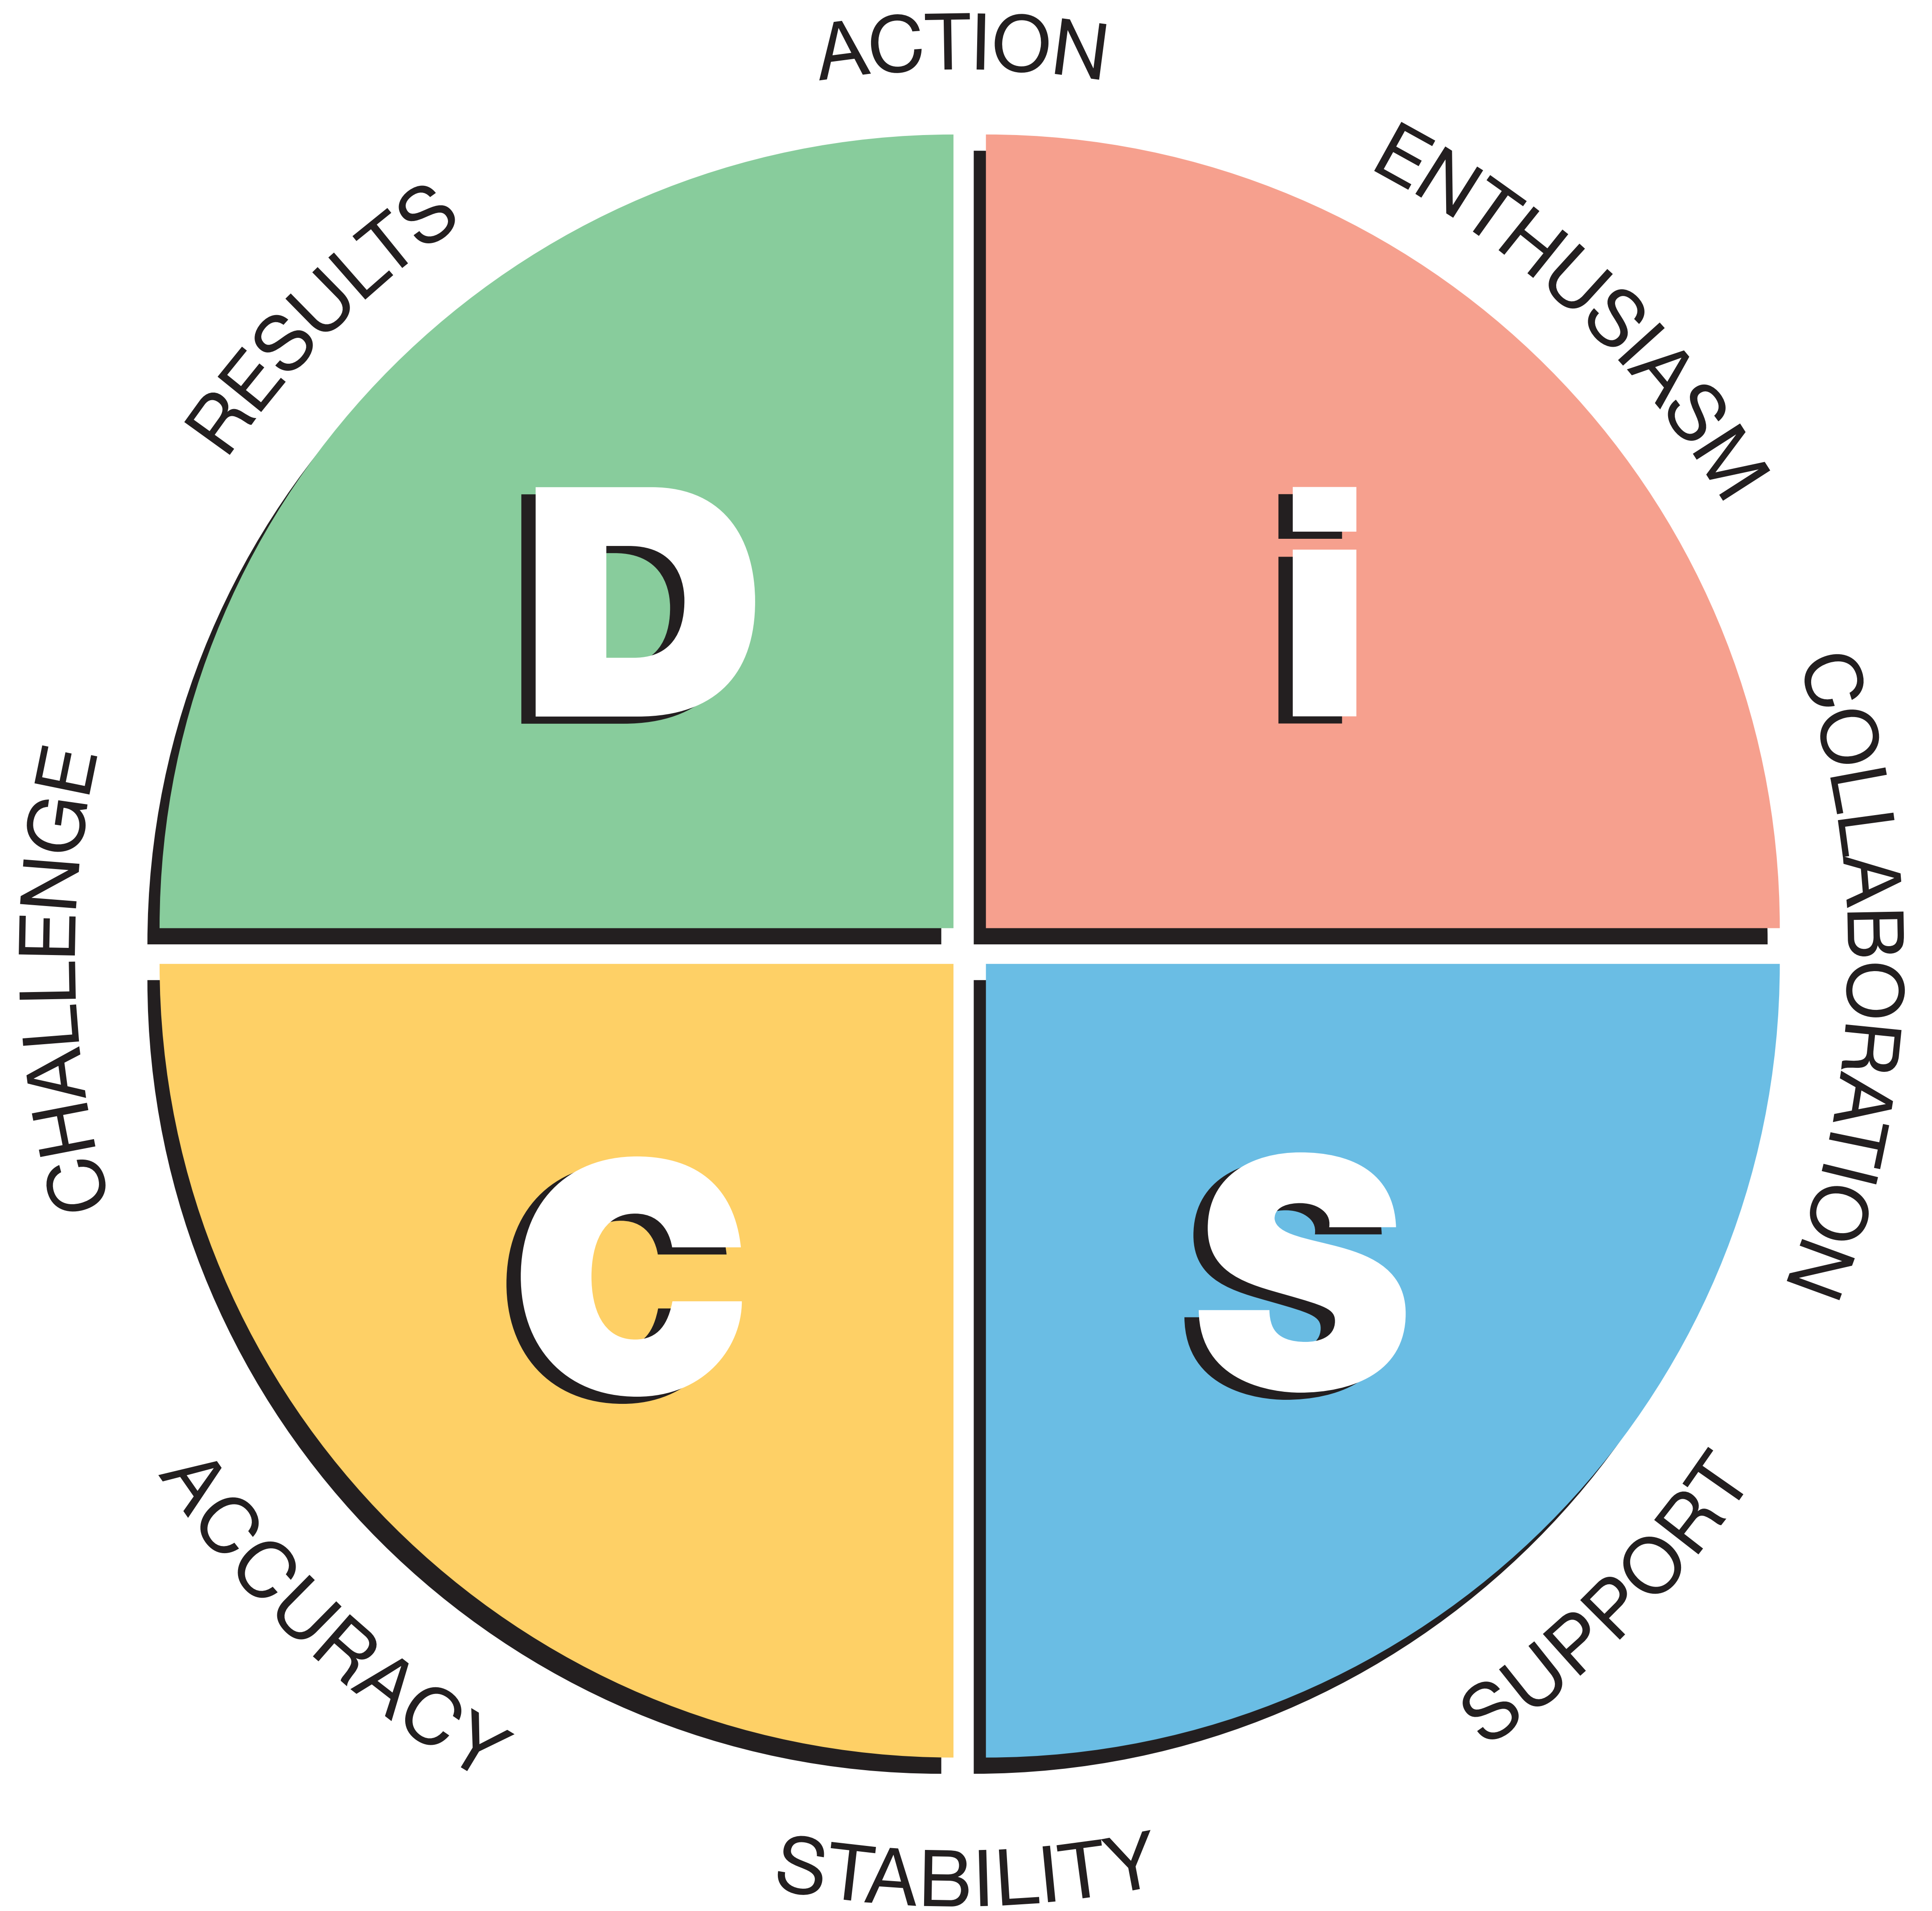 ACTION
ENTHUSIASM
COLLABORATION
SUPPORT
STABILITY
ACCURACY
CHALLENGE
RESULTS
D
i
C
S